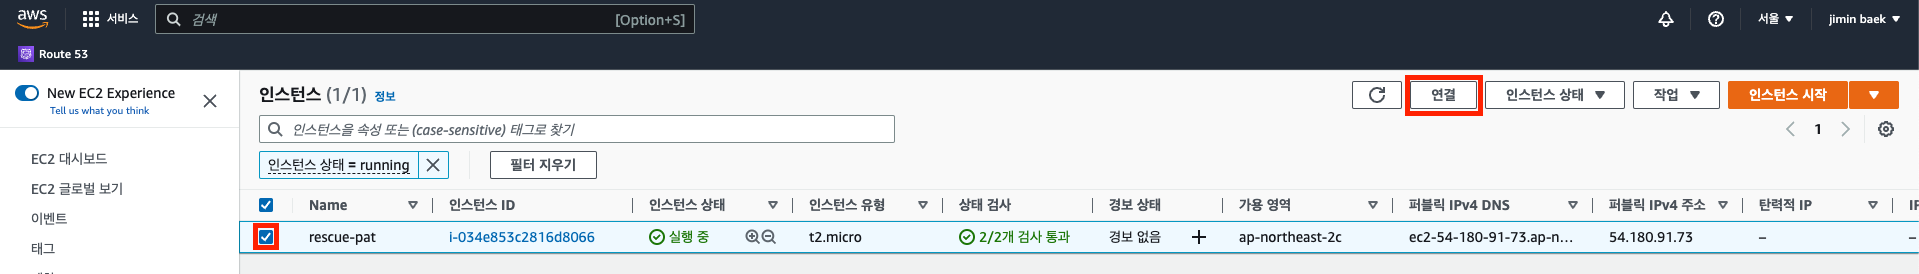 aws 서비스 검색 [Option+S] 서울 ▼ jimin baek ▼
Route 53
New EC2 Experience
Tell us what you think
EC2 대시보드
EC2 글로벌 보기
이벤트
태그
인스턴스 (1/1) 정보
연결 인스턴스 상태 ▼ 작업 ▼ 인스턴스 시작 ▼
인스턴스을 속성 또는 (case-sensitive) 태그로 찾기
1
인스턴스 상태 = running
필터 지우기
Name 인스턴스 ID 인스턴스 상태 인스턴스 유형 상태 검사 경보 상태 가용 영역 퍼블릭 IPv4 DNS 퍼블릭 IPv4 주소 탄력적 IP
rescue-pat i-034e853c2816d8066 실행 중 t2.micro 2/2개 검사 통과 경보 없음 + ap-northeast-2c ec2-54-180-91-73.ap-n... 54.180.91.73 – –